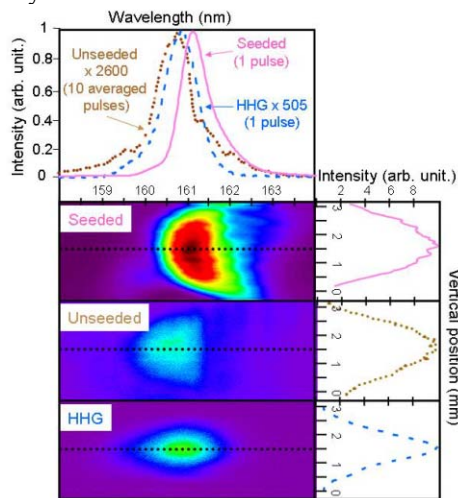 Wavelength (nm)
Intensity (arb. unit.)
1
0.8
0.6
0.4
0.2
0
Unseeded
x 2600
(10 averaged
pulses)
Seeded
(1 pulse)
HHG x 505
(1 pulse)
159 160 161 162 163
Intensity (arb. unit.)
2 4 6 8
Seeded
3
2
1
0
Unseeded
3
2
1
0
HHG
3
2
1
0
Vertical position (mm)